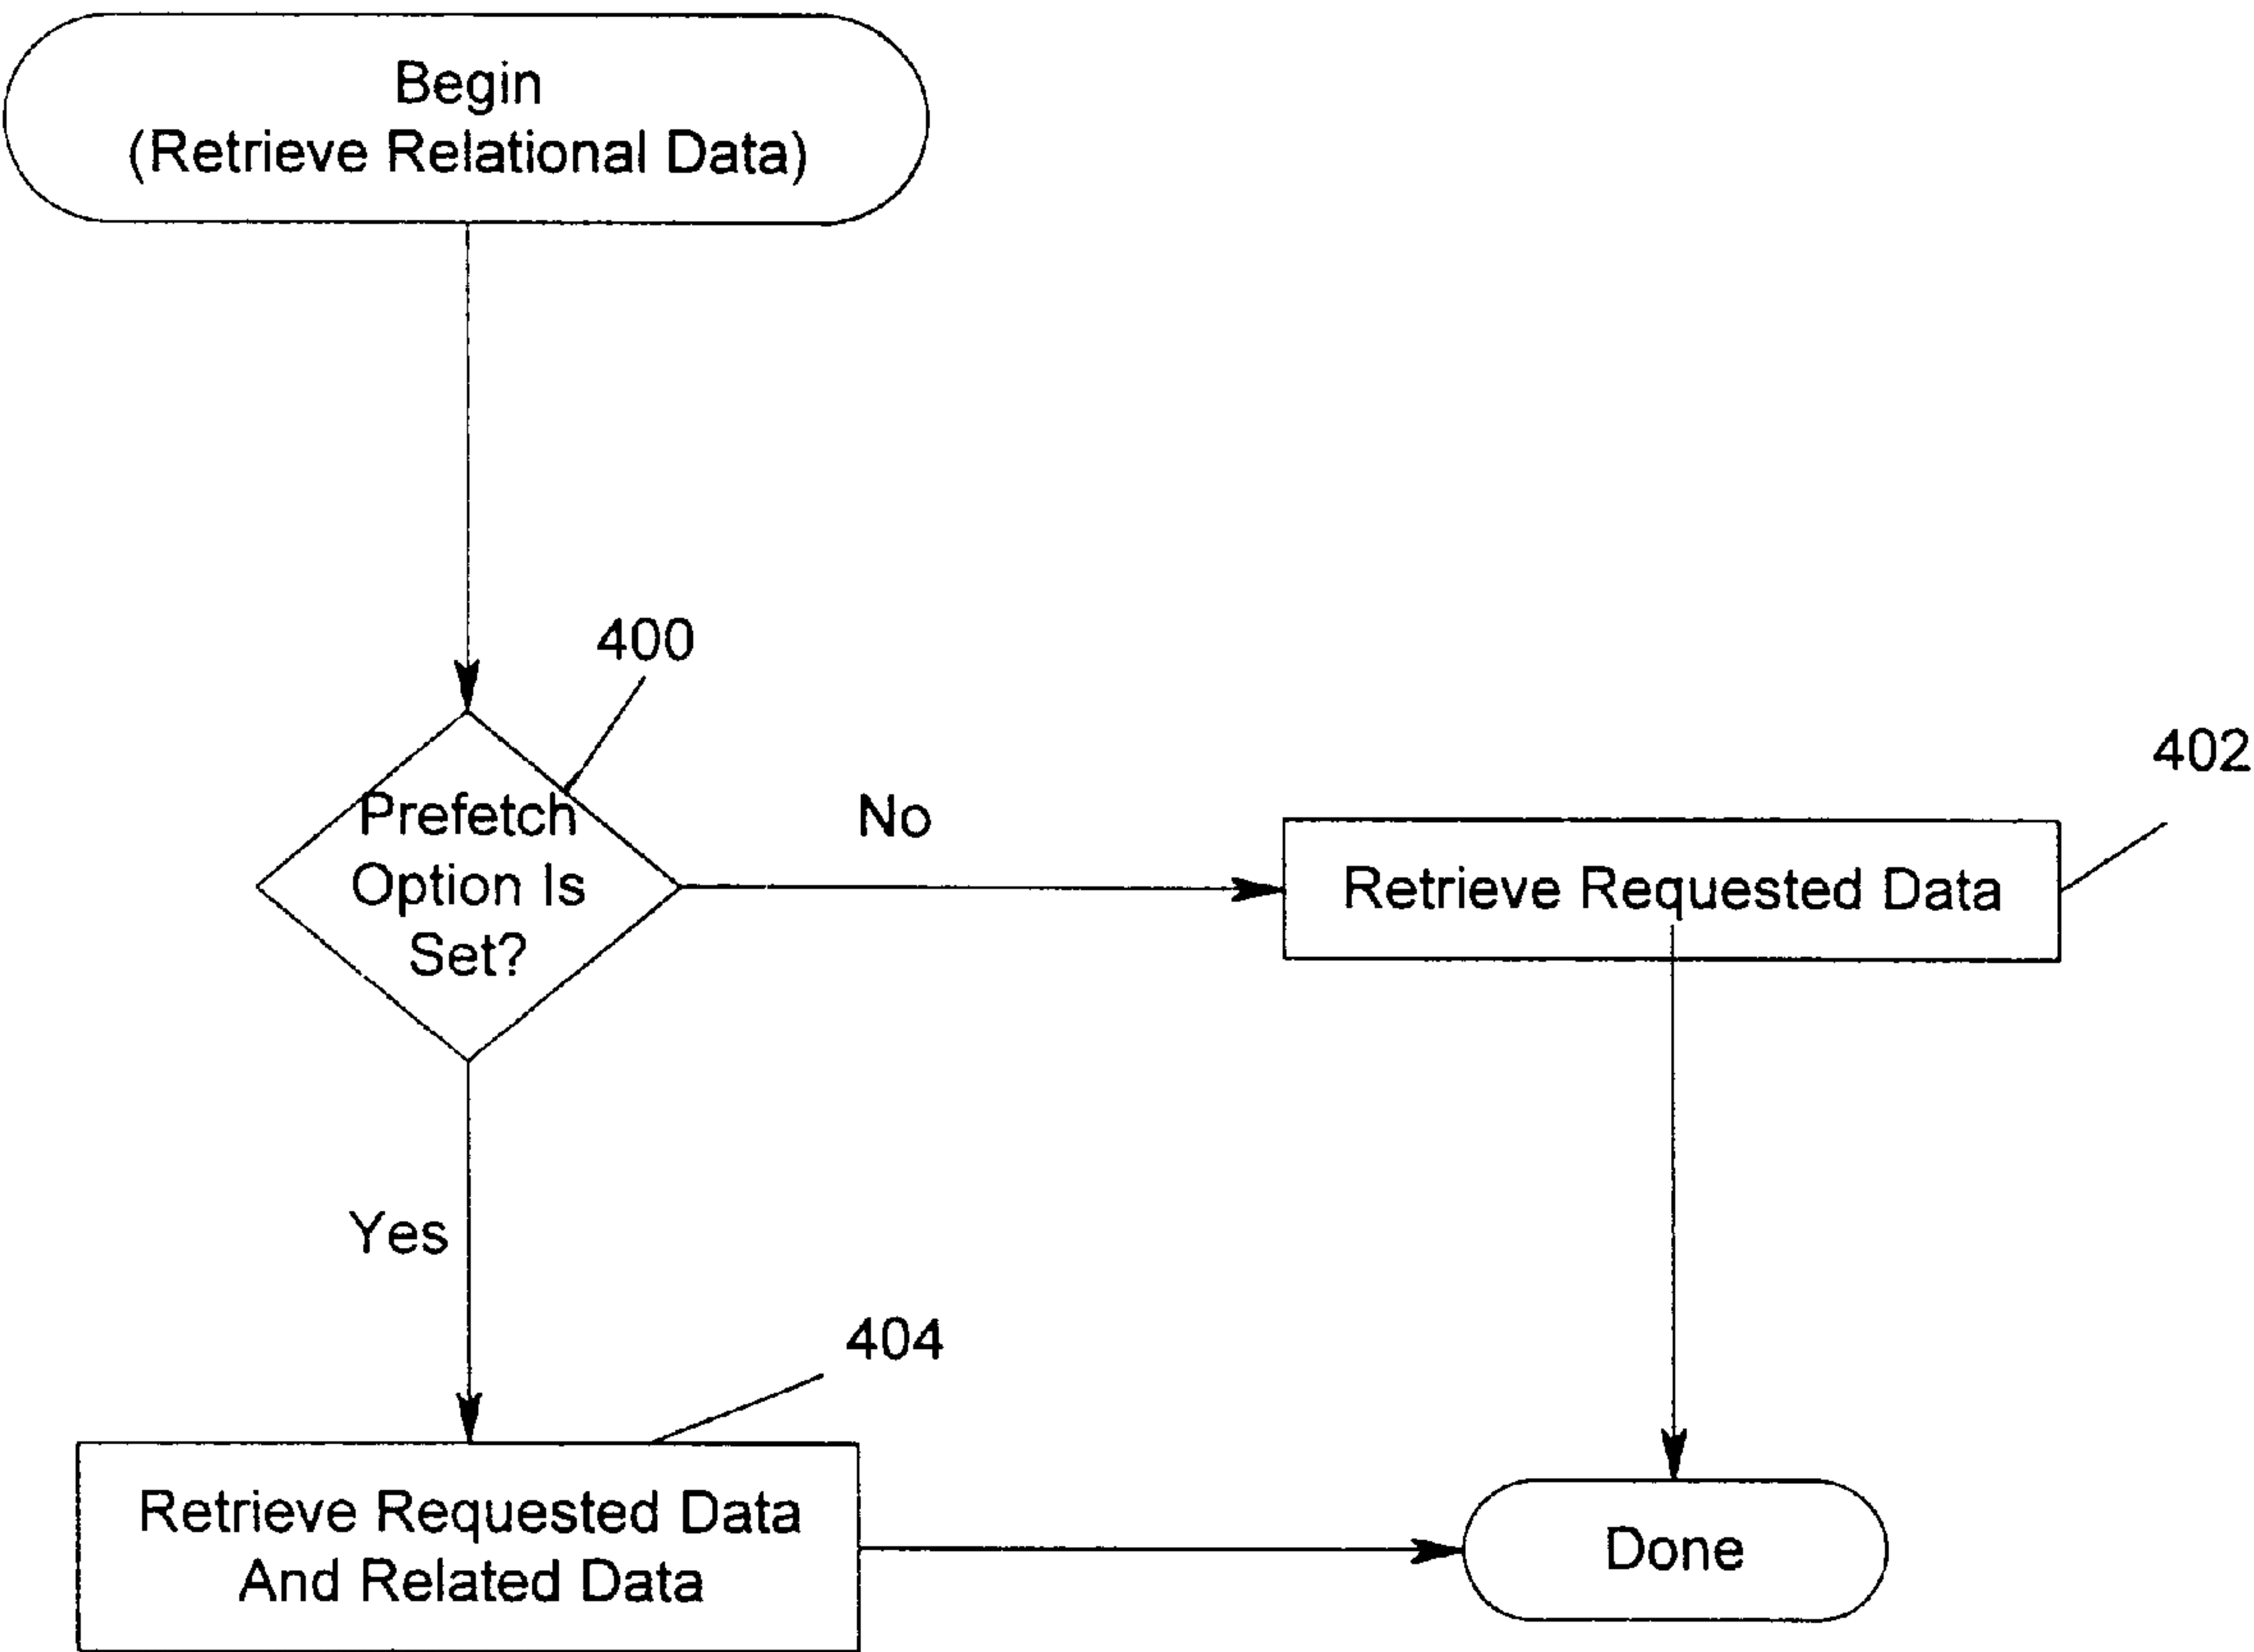 Begin
(Retrieve Relational Data)
400
Prefetch
Option Is
Set?
No
402
Retrieve Requested Data
Yes
404
Retrieve Requested Data
And Related Data
Done